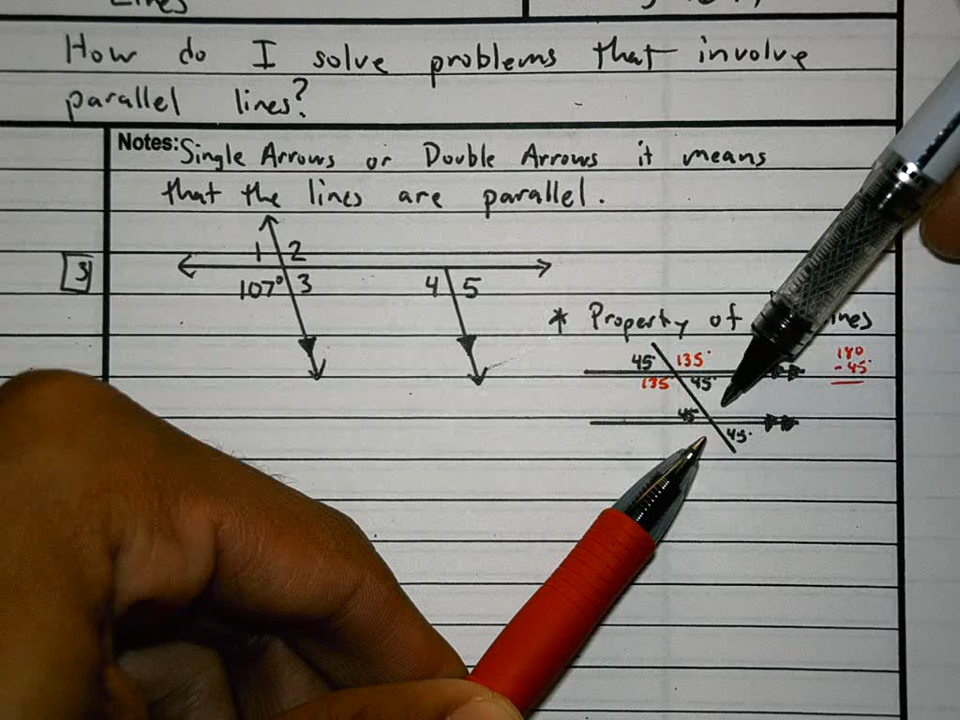 How do I solve problems that involve
parallel lines?
Notes: Single Arrows or Double Arrows it means
that the lines are parallel.
1 2
3
107° 3 4 5
* Property of
45° 135° 180
135° 45° - 45°
45°
45°